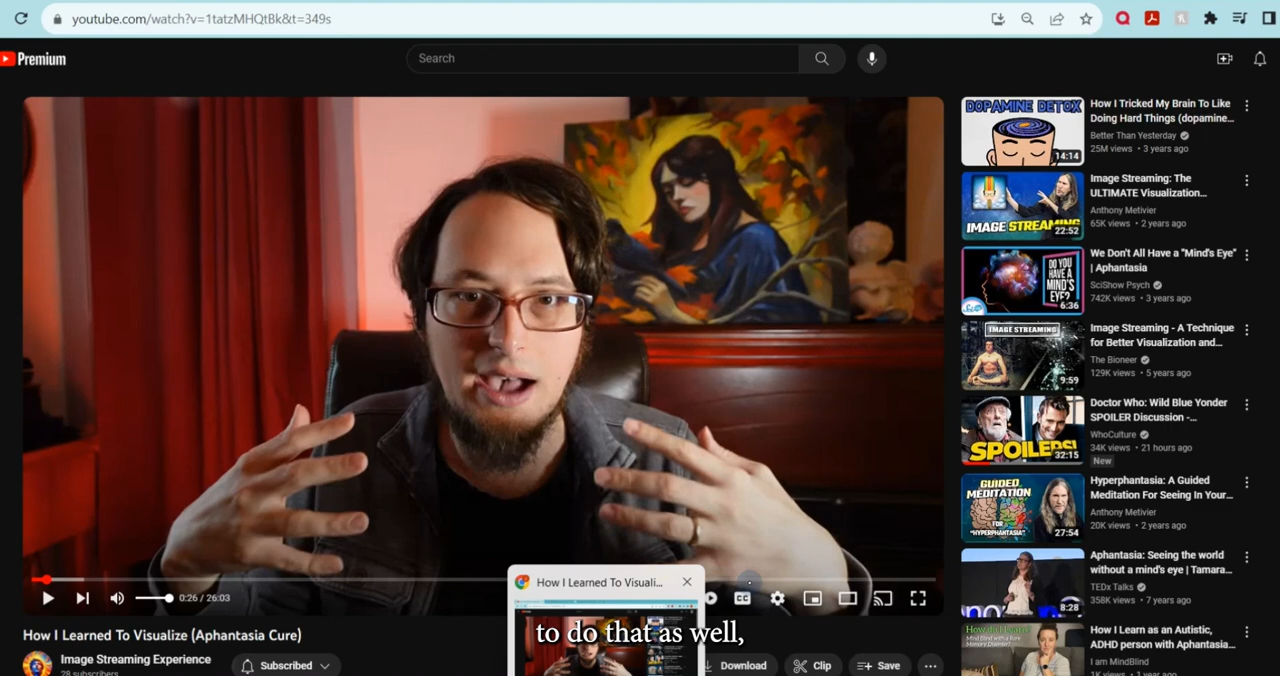 youtube.com/watch?v=1tatzMHQtBk&t=349s
Premium
Search
DOPAMINE DETOX
14:14
How I Tricked My Brain To Like
Doing Hard Things (dopamine...
Better Than Yesterday
25M views • 3 years ago
IMAGE STREAMING
22:52
Image Streaming: The
ULTIMATE Visualization...
Anthony Metivier
65K views • 2 years ago
DO YOU
HAVE A
MIND'S
EYE?
6:36
We Don't All Have a "Mind's Eye"
| Aphantasia
SciShow Psych
742K views • 3 years ago
IMAGE STREAMING
9:59
Image Streaming - A Technique
for Better Visualization and...
The Bioneer
129K views • 5 years ago
SPOILERS!
32:15
Doctor Who: Wild Blue Yonder
SPOILER Discussion -...
WhoCulture
34K views • 21 hours ago
New
GUIDED
MEDITATION
FOR
"HYPERPHANTASIA"
27:54
Hyperphantasia: A Guided
Meditation For Seeing In Your...
Anthony Metivier
20K views • 2 years ago
8:28
Aphantasia: Seeing the world
without a mind's eye | Tamara...
TEDx Talks
358K views • 7 years ago
How I Learn as an Autistic,
ADHD person with Aphantasia...
I am MindBlind
1K views • 1 year ago
0:26 / 26:03
CC
How I Learned To Visuali...
to do that as well,
How I Learned To Visualize (Aphantasia Cure)
Image Streaming Experience
28 subscribers
Subscribed
Download
Clip
Save